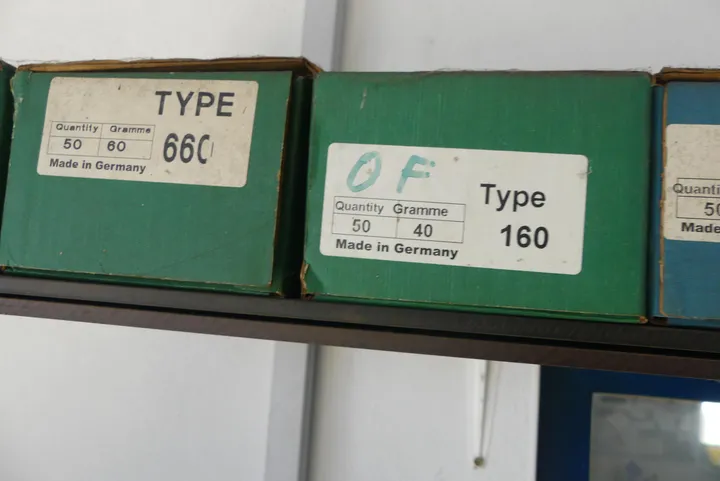 TYPE
660
Quantity Gramme
50 60
Made in Germany
OF
Type
160
Quantity Gramme
50 40
Made in Germany
Made